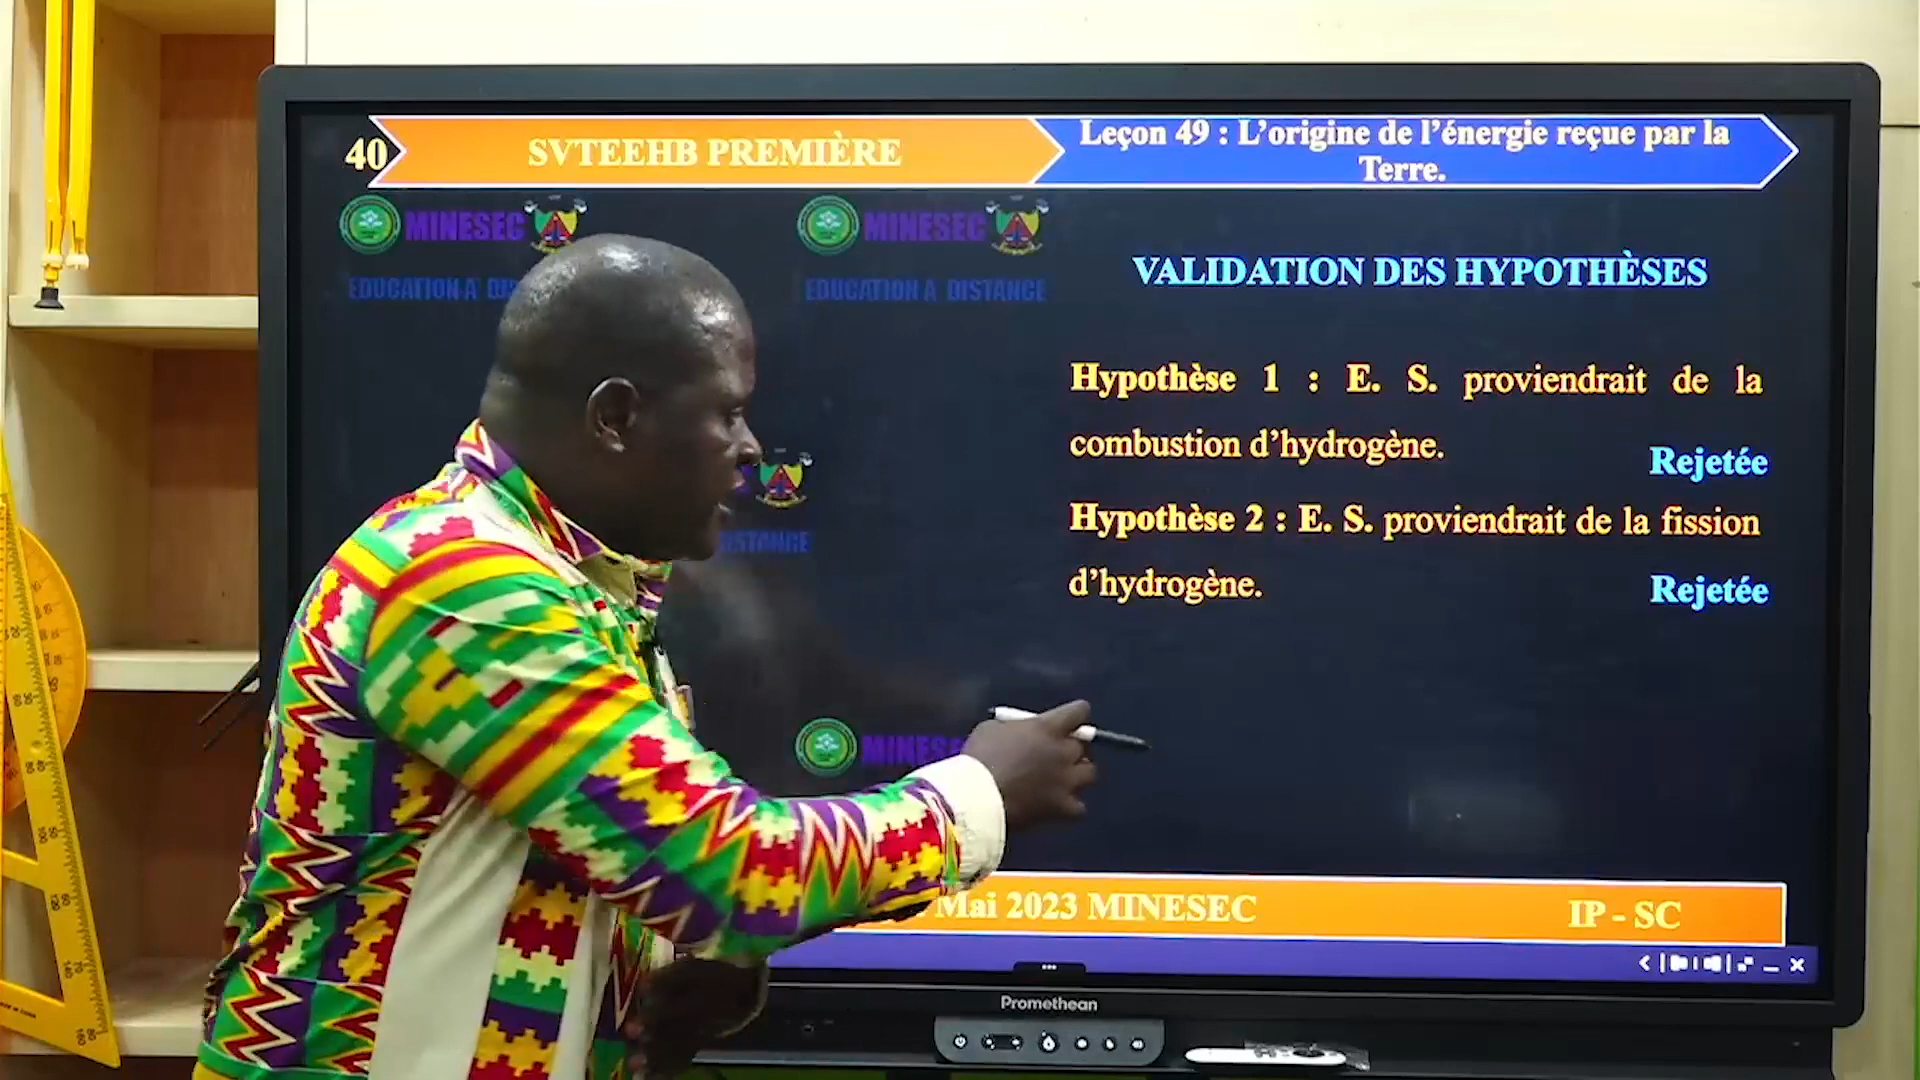 40
SVTEEHB PREMIÈRE
Leçon 49 : L’origine de l’énergie reçue par la
Terre.
MINESEC
MINESEC
EDUCATION A
EDUCATION A DISTANCE
VALIDATION DES HYPOTHÈSES
Hypothèse 1 : E. S. proviendrait de la
combustion d’hydrogène.
Rejetée
Hypothèse 2 : E. S. proviendrait de la fission
d’hydrogène.
Rejetée
MINESEC
Mai 2023 MINESEC
IP - SC
Promethean